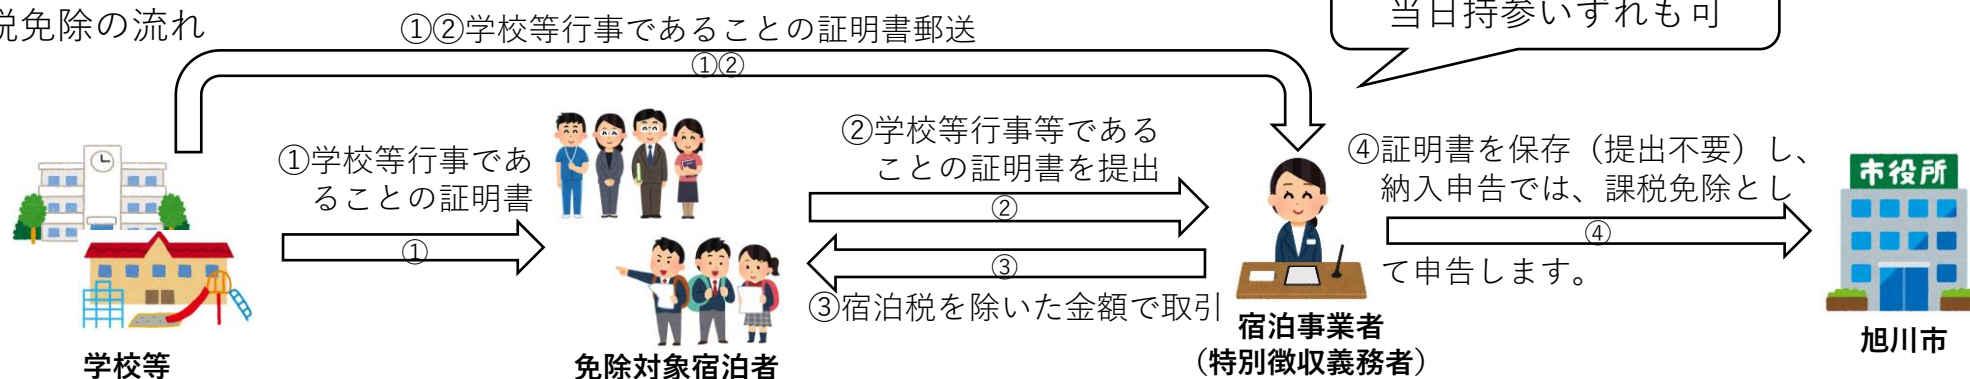 税免除の流れ
当日持参いずれも可
①②学校等行事であることの証明書郵送
①②
①学校等行事であ
ることの証明書
①
②学校等行事等である
ことの証明書を提出
②
③
③宿泊税を除いた金額で取引
④証明書を保存（提出不要）し、
納入申告では、課税免除とし
④
て申告します。
市役所
学校等
免除対象宿泊者
宿泊事業者
（特別徴収義務者）
旭川市